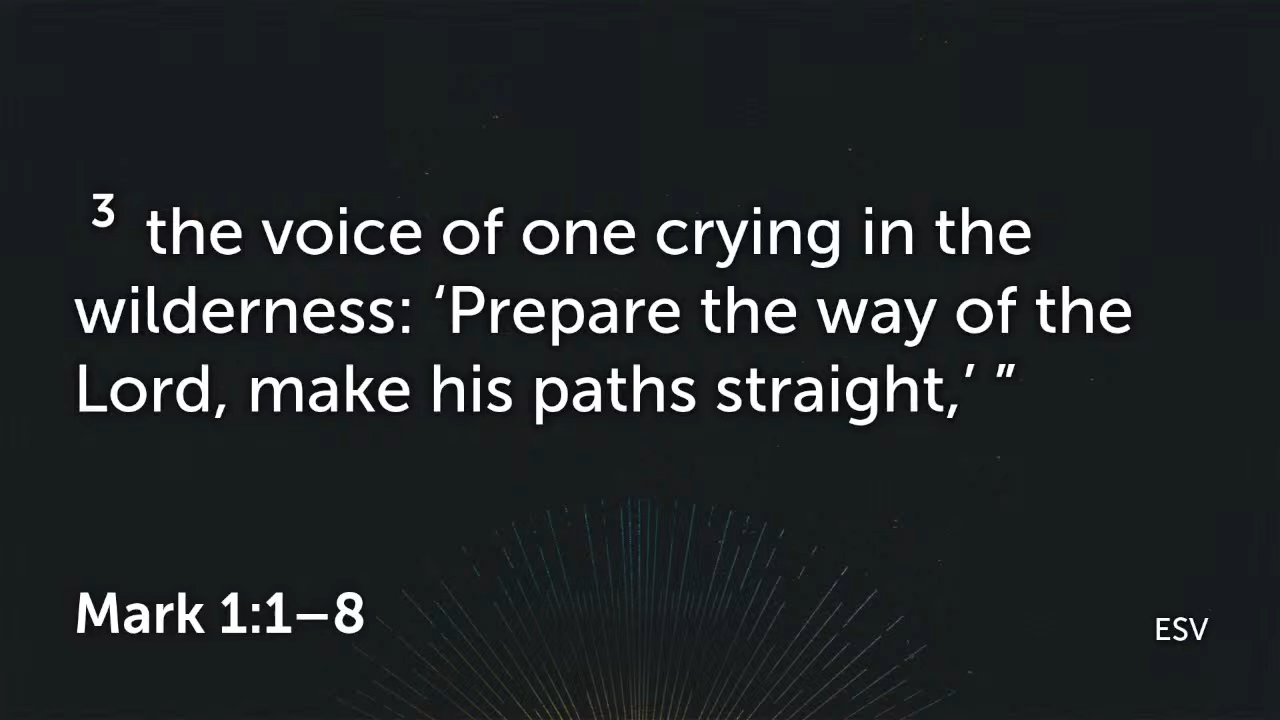 3 the voice of one crying in the
wilderness: ‘Prepare the way of the
Lord, make his paths straight,’ ”
Mark 1:1–8
ESV